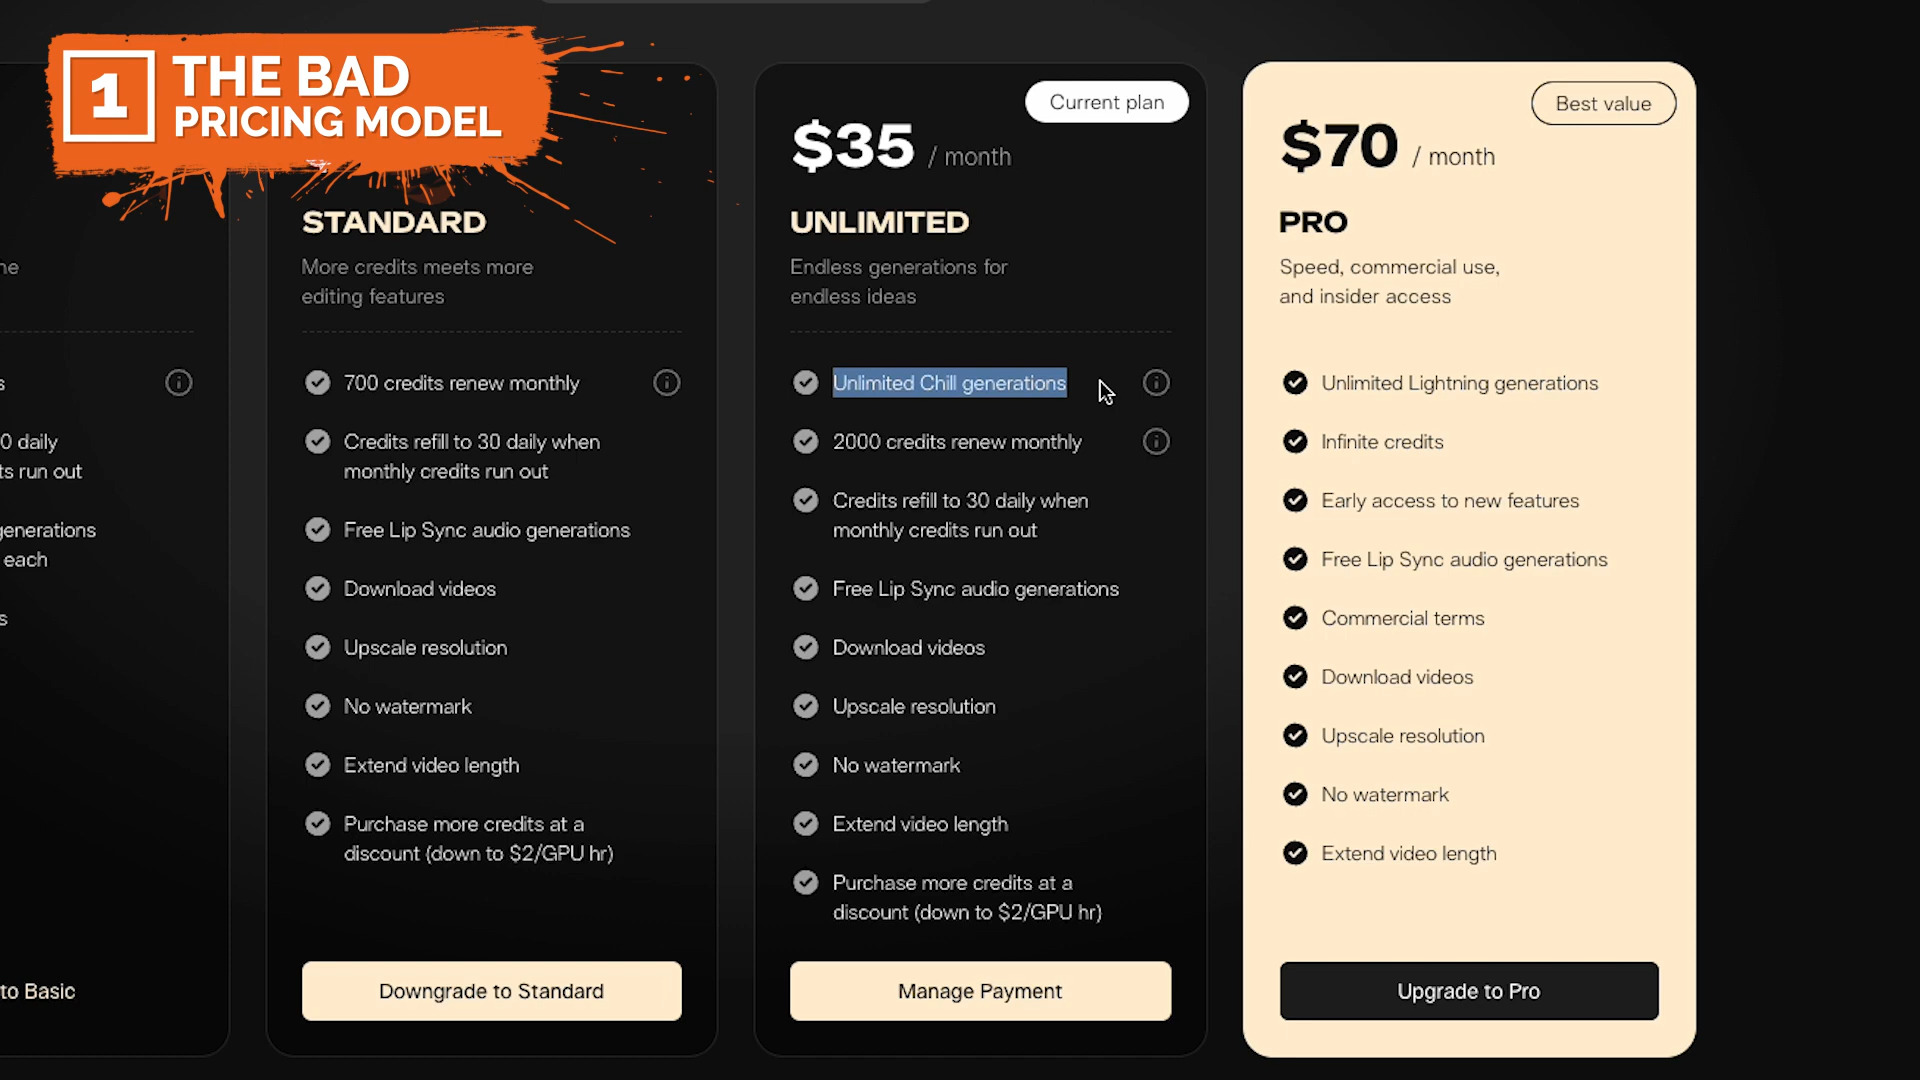 1
THE BAD
PRICING MODEL
ne
s
0 daily
ts run out
generations
each
s
to Basic
STANDARD
More credits meets more
editing features
700 credits renew monthly
Credits refill to 30 daily when
monthly credits run out
Free Lip Sync audio generations
Download videos
Upscale resolution
No watermark
Extend video length
Purchase more credits at a
discount (down to $2/GPU hr)
Downgrade to Standard
Current plan
$35 / month
UNLIMITED
Endless generations for
endless ideas
Unlimited Chill generations
2000 credits renew monthly
Credits refill to 30 daily when
monthly credits run out
Free Lip Sync audio generations
Download videos
Upscale resolution
No watermark
Extend video length
Purchase more credits at a
discount (down to $2/GPU hr)
Manage Payment
Best value
$70 / month
PRO
Speed, commercial use,
and insider access
Unlimited Lightning generations
Infinite credits
Early access to new features
Free Lip Sync audio generations
Commercial terms
Download videos
Upscale resolution
No watermark
Extend video length
Upgrade to Pro